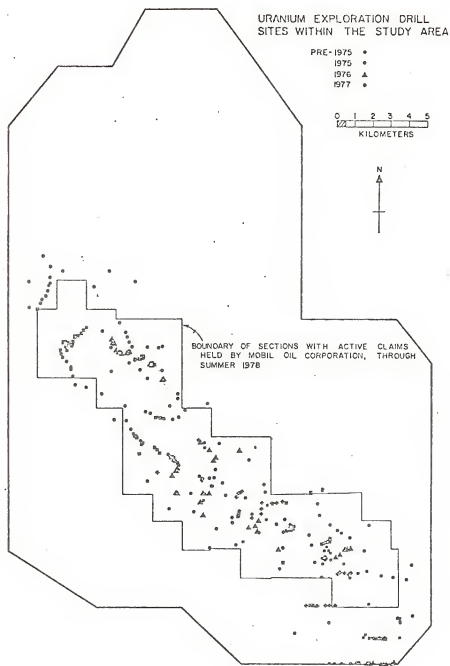 URANIUM EXPLORATION DRILL
SITES WITHIN THE STUDY AREA
PRE-1975
1975
1976
1977
0 1 2 3 4 5
KILOMETERS
N
BOUNDARY OF SECTIONS WITH ACTIVE CLAIMS
HELD BY MOBIL OIL CORPORATION, THROUGH
SUMMER 1978